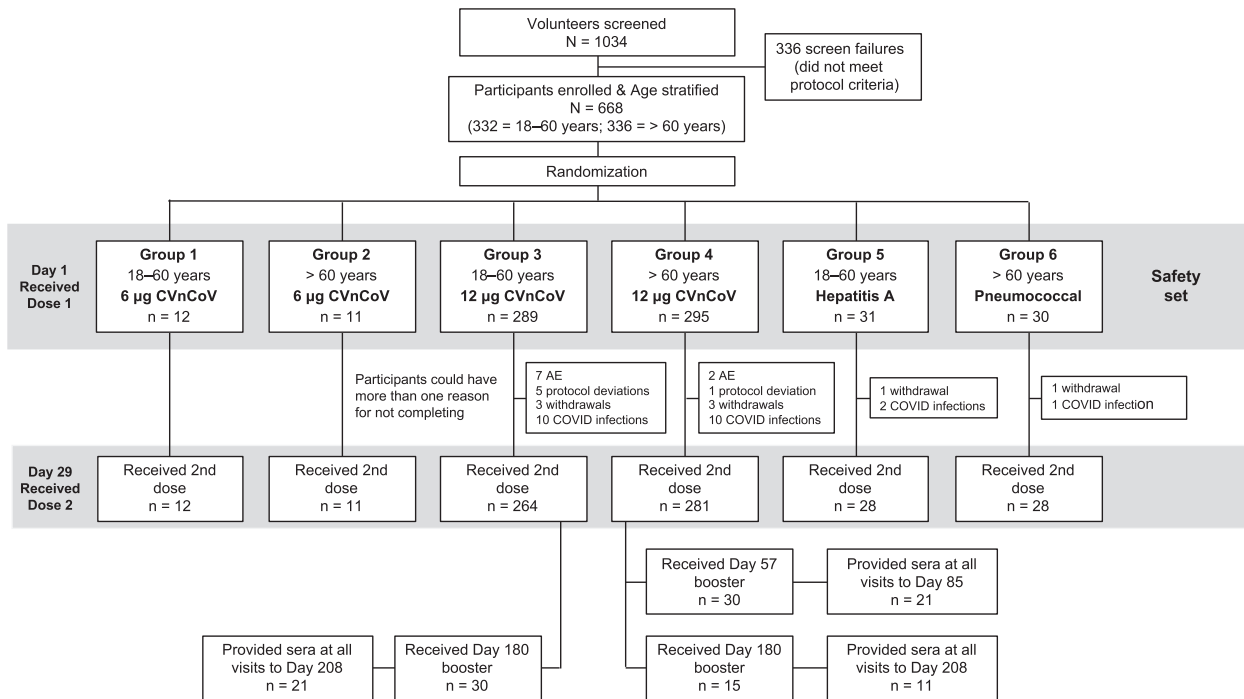 Volunteers screened
N = 1034
336 screen failures
(did not meet
protocol criteria)
Participants enrolled & Age stratified
N = 668
(332 = 18–60 years; 336 = > 60 years)
Randomization
Day 1
Received
Dose 1
Group 1
18–60 years
6 µg CVnCoV
n = 12
Group 2
> 60 years
6 µg CVnCoV
n = 11
Group 3
18–60 years
12 µg CVnCoV
n = 289
Group 4
> 60 years
12 µg CVnCoV
n = 295
Group 5
18–60 years
Hepatitis A
n = 31
Group 6
> 60 years
Pneumococcal
n = 30
Safety
set
Participants could have
more than one reason
for not completing
7 AE
5 protocol deviations
3 withdrawals
10 COVID infections
2 AE
1 protocol deviation
3 withdrawals
10 COVID infections
1 withdrawal
2 COVID infections
1 withdrawal
1 COVID infection
Day 29
Received
Dose 2
Received 2nd
dose
n = 12
Received 2nd
dose
n = 11
Received 2nd
dose
n = 264
Received 2nd
dose
n = 281
Received 2nd
dose
n = 28
Received 2nd
dose
n = 28
Received Day 57
booster
n = 30
Provided sera at all
visits to Day 85
n = 21
Provided sera at all
visits to Day 208
n = 21
Received Day 180
booster
n = 30
Received Day 180
booster
n = 15
Provided sera at all
visits to Day 208
n = 11